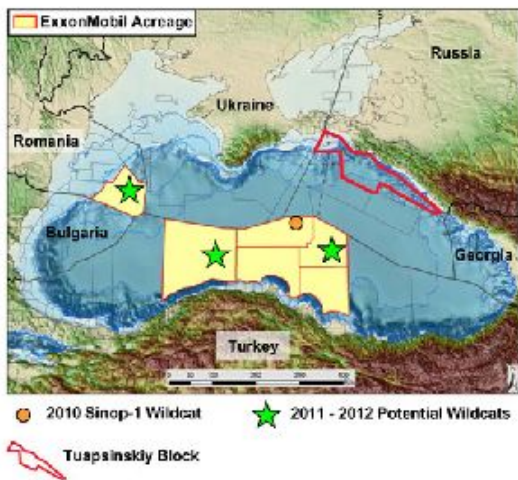 ExxonMobil Acreage
Russia
Ukraine
Romania
Bulgaria
Georgia
Turkey
2010 Sinop-1 Wildcat
2011 - 2012 Potential Wildcats
Tuapsinskiy Block